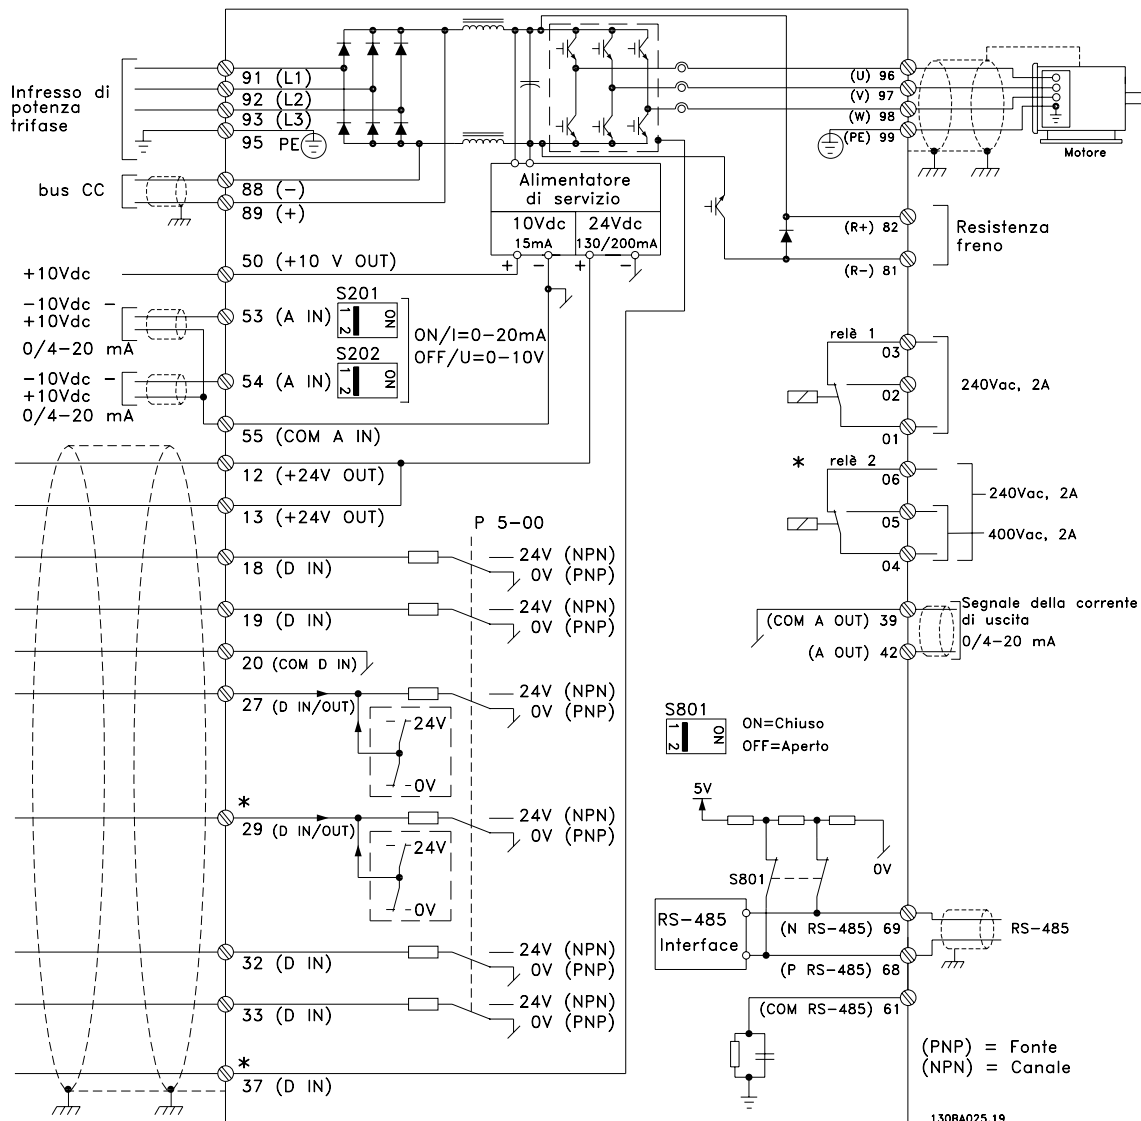 Infresso di
potenza
trifase
91 (L1)
92 (L2)
93 (L3)
95 PE
bus CC
88 (−)
89 (+)
50 (+10 V OUT)
+10Vdc
−10Vdc −
+10Vdc
0/4−20 mA
53 (A IN)
S201
1 2
ON
ON/I=0−20mA
OFF/U=0−10V
S202
1 2
ON
−10Vdc −
+10Vdc
0/4−20 mA
54 (A IN)
55 (COM A IN)
12 (+24V OUT)
13 (+24V OUT)
P 5−00
18 (D IN)
24V (NPN)
0V (PNP)
19 (D IN)
24V (NPN)
0V (PNP)
20 (COM D IN)
27 (D IN/OUT)
24V (NPN)
0V (PNP)
24V
0V
*
29 (D IN/OUT)
24V (NPN)
0V (PNP)
24V
0V
32 (D IN)
24V (NPN)
0V (PNP)
33 (D IN)
24V (NPN)
0V (PNP)
*
37 (D IN)
Alimentatore
di servizio
10Vdc
15mA
24Vdc
130/200mA
+ − + −
(U) 96
(V) 97
(W) 98
(PE) 99
Motore
(R+) 82
(R−) 81
Resistenza
freno
relè 1
03
02
01
240Vac, 2A
*
relè 2
06
05
04
240Vac, 2A
400Vac, 2A
(COM A OUT) 39
(A OUT) 42
Segnale della corrente
di uscita
0/4−20 mA
S801
1 2
ON
ON=Chiuso
OFF=Aperto
5V
0V
S801
RS−485
Interface
(N RS−485) 69
(P RS−485) 68
(COM RS−485) 61
RS−485
(PNP) = Fonte
(NPN) = Canale
130BA025.19